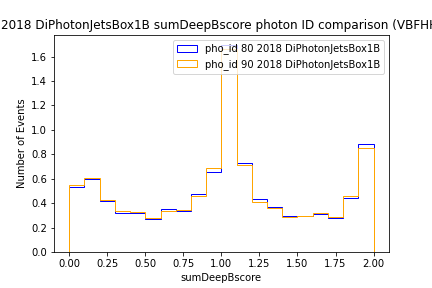 2018 DiPhotonJetsBox1B sumDeepBscore photon ID comparison (VBFHH
pho_id 80 2018 DiPhotonJetsBox1B
pho_id 90 2018 DiPhotonJetsBox1B
Number of Events
1.6
1.4
1.2
1.0
0.8
0.6
0.4
0.2
0.0
0.00 0.25 0.50 0.75 1.00 1.25 1.50 1.75 2.00
sumDeepBscore